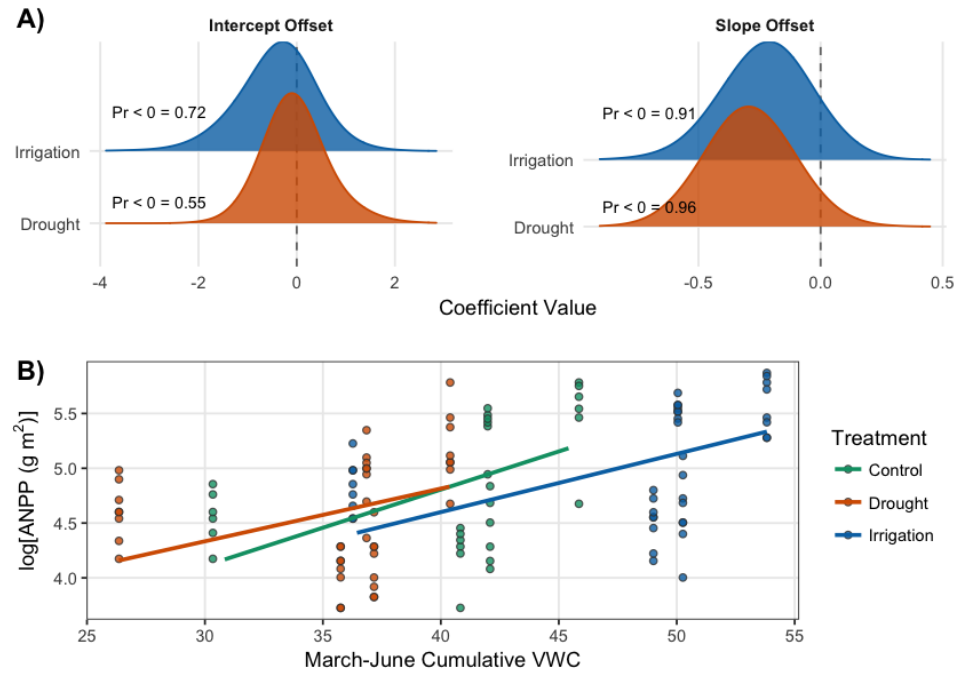 A)
Intercept Offset
Slope Offset
Pr < 0 = 0.72
Irrigation
Pr < 0 = 0.55
Drought
-4 -2 0 2
Pr < 0 = 0.91
Irrigation
Pr < 0 = 0.96
Drought
-0.5 0.0 0.5
Coefficient Value
B)
log[ANPP (g m²)]
5.5
5.0
4.5
4.0
25 30 35 40 45 50 55
March-June Cumulative VWC
Treatment
Control
Drought
Irrigation